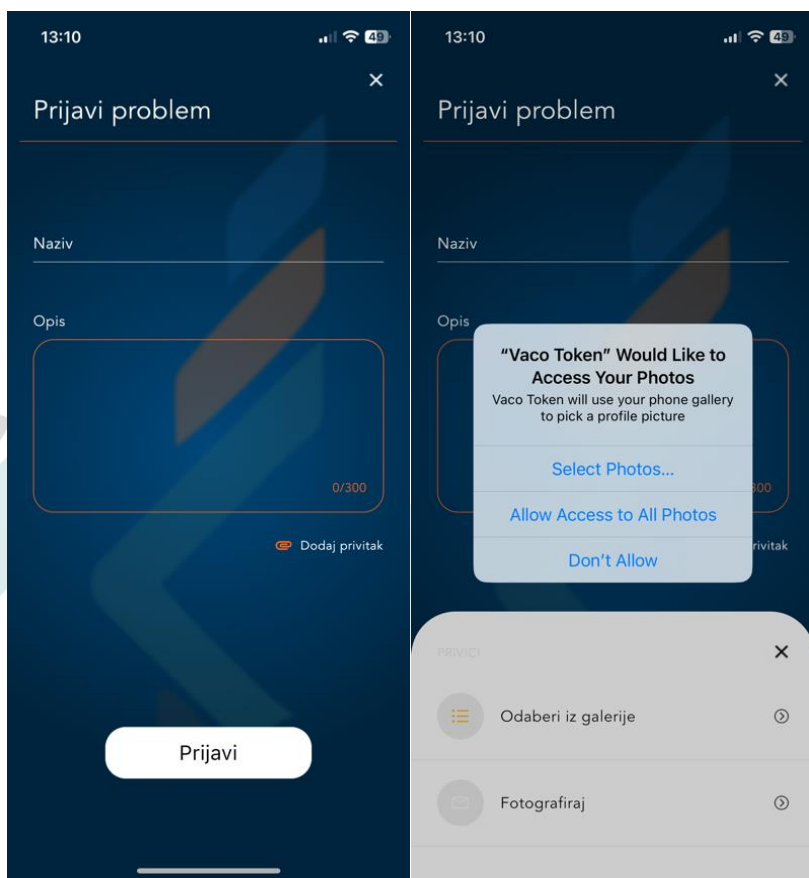 13:10
49
Prijavi problem
Naziv
Opis
0/300
Dodaj privitak
Prijavi
13:10
49
Prijavi problem
Naziv
Opis
“Vaco Token” Would Like to
Access Your Photos
Vaco Token will use your phone gallery
to pick a profile picture
Select Photos...
Allow Access to All Photos
Don't Allow
300
rivitak
PRIVICI
Odaberi iz galerije
Fotografiraj